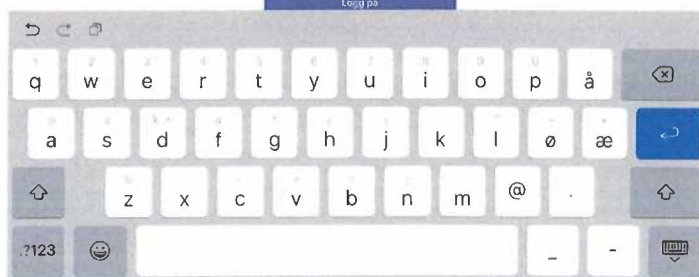 Logg på
q w e r t y u i o p å
a s d f g h j k l ø æ
z x c v b n m @ .
.?123 _ -